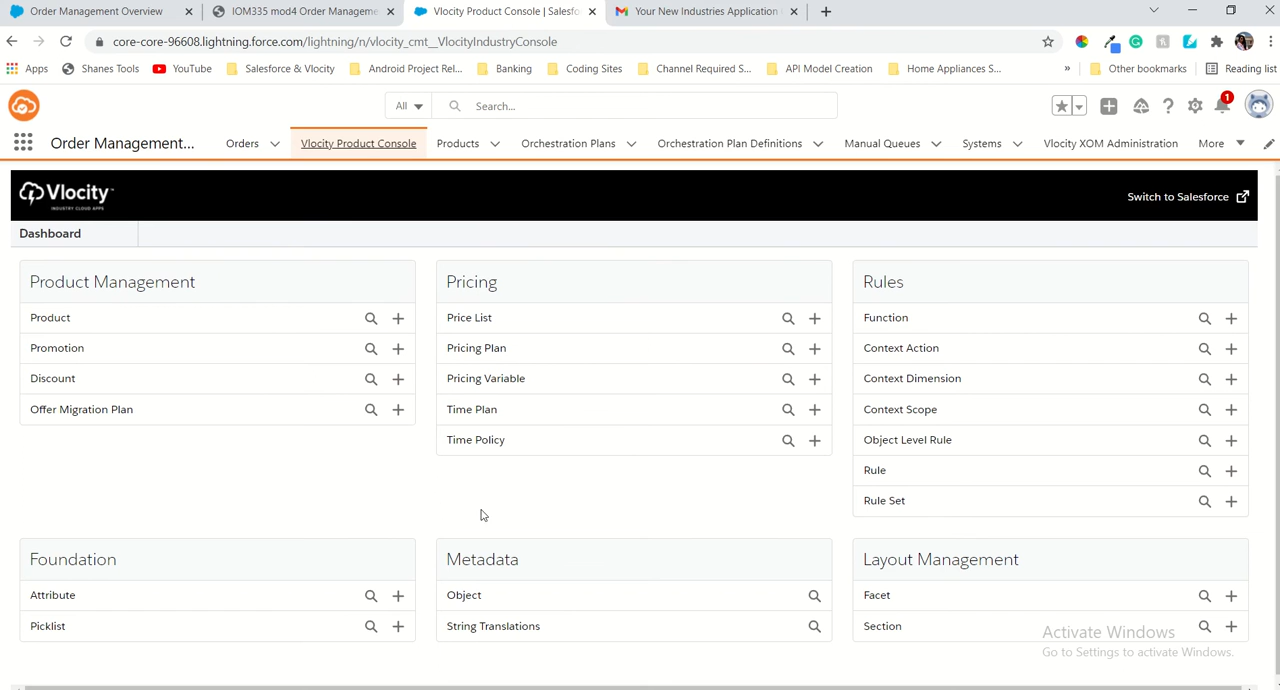 Order Management Overview
IOM335 mod4 Order Manageme
Vlocity Product Console | Salesfo
Your New Industries Application
core-core-96608.lightning.force.com/lightning/n/vlocity_cmt__VlocityIndustryConsole
Apps
Shanes Tools
YouTube
Salesforce & Vlocity
Android Project Rel...
Banking
Coding Sites
Channel Required S...
API Model Creation
Home Appliances S...
»
Other bookmarks
Reading list
All
Search...
1
Order Management...
Orders
Vlocity Product Console
Products
Orchestration Plans
Orchestration Plan Definitions
Manual Queues
Systems
Vlocity XOM Administration
More
Vlocity
INDUSTRY CLOUD APPS
Switch to Salesforce
Dashboard
Product Management
Product
Promotion
Discount
Offer Migration Plan
Pricing
Price List
Pricing Plan
Pricing Variable
Time Plan
Time Policy
Rules
Function
Context Action
Context Dimension
Context Scope
Object Level Rule
Rule
Rule Set
Foundation
Attribute
Picklist
Metadata
Object
String Translations
Layout Management
Facet
Section
Activate Windows
Go to Settings to activate Windows.